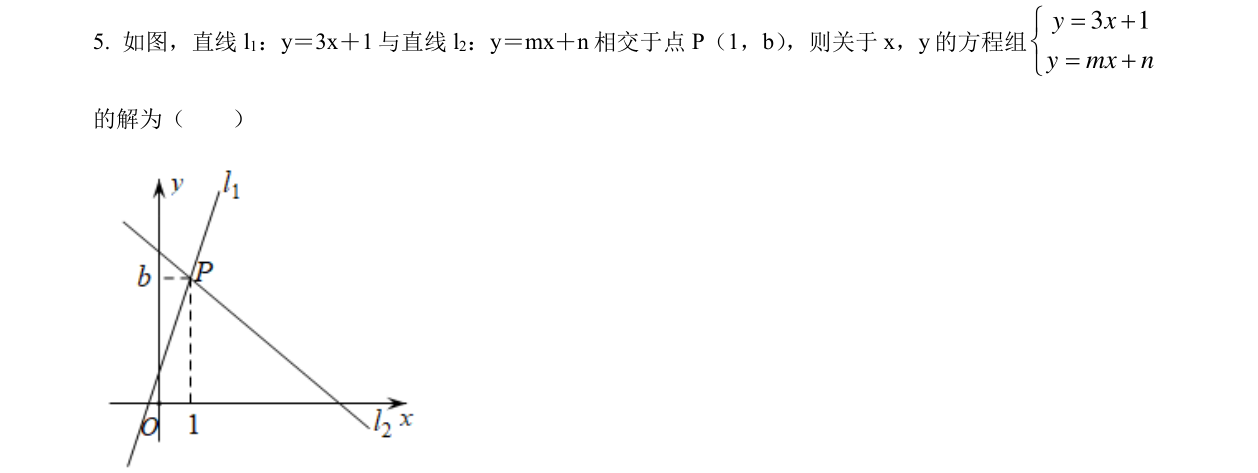 5. 如图，直线 l₁：y＝3x＋1 与直线 l₂：y＝mx＋n 相交于点 P（1，b），则关于 x，y 的方程组 { y = 3x + 1
y = mx + n
的解为（　　）
y
l₁
b
P
O
1
l₂
x